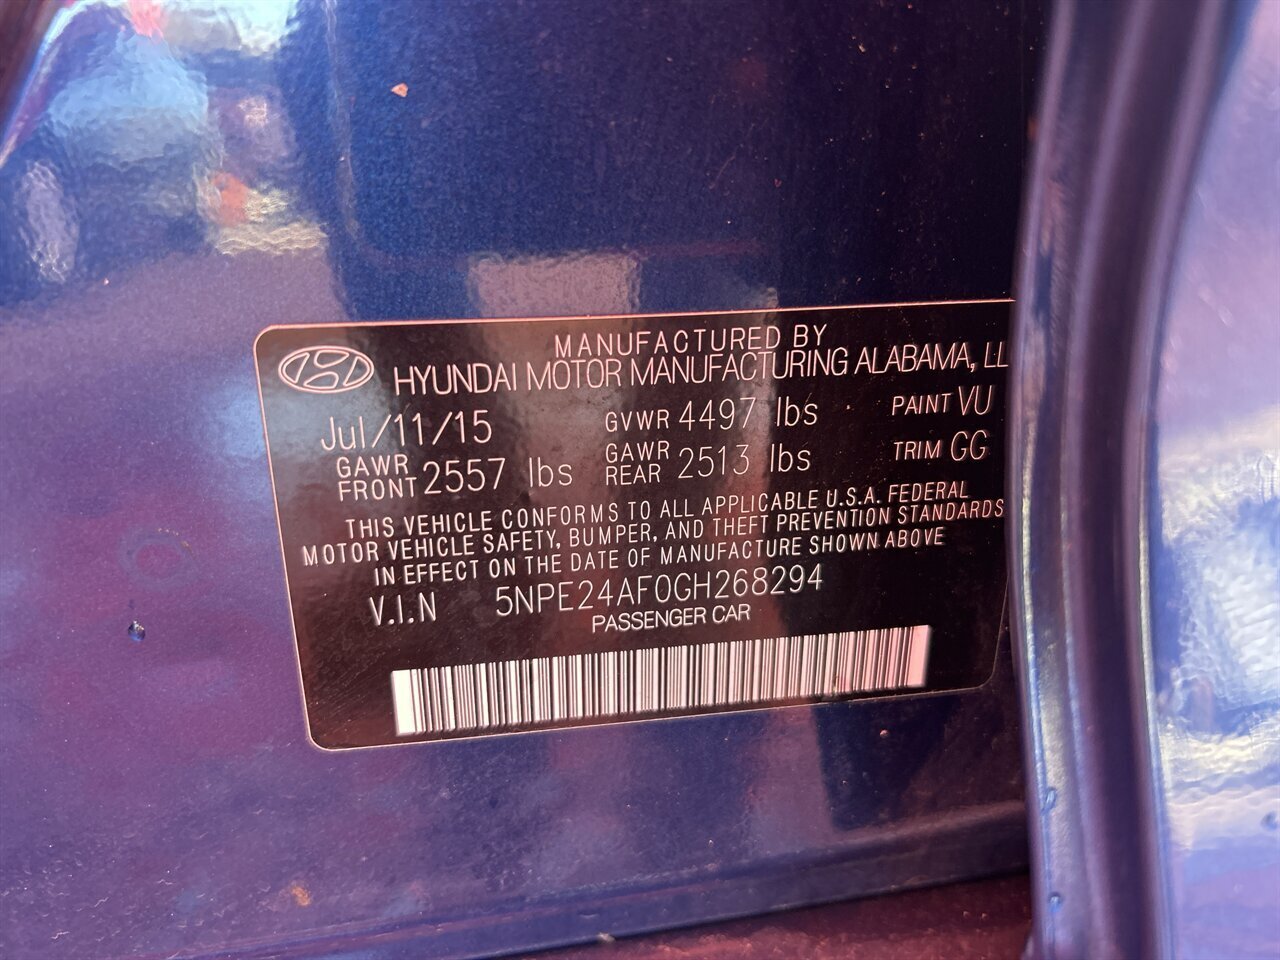 MANUFACTURED BY
HYUNDAI MOTOR MANUFACTURING ALABAMA, LL
Jul/11/15 GVWR 4497 lbs PAINT VU
GAWR FRONT 2557 lbs GAWR REAR 2513 lbs TRIM GG
THIS VEHICLE CONFORMS TO ALL APPLICABLE U.S.A. FEDERAL
MOTOR VEHICLE SAFETY, BUMPER, AND THEFT PREVENTION STANDARDS
IN EFFECT ON THE DATE OF MANUFACTURE SHOWN ABOVE
V.I.N 5NPE24AF0GH268294
PASSENGER CAR